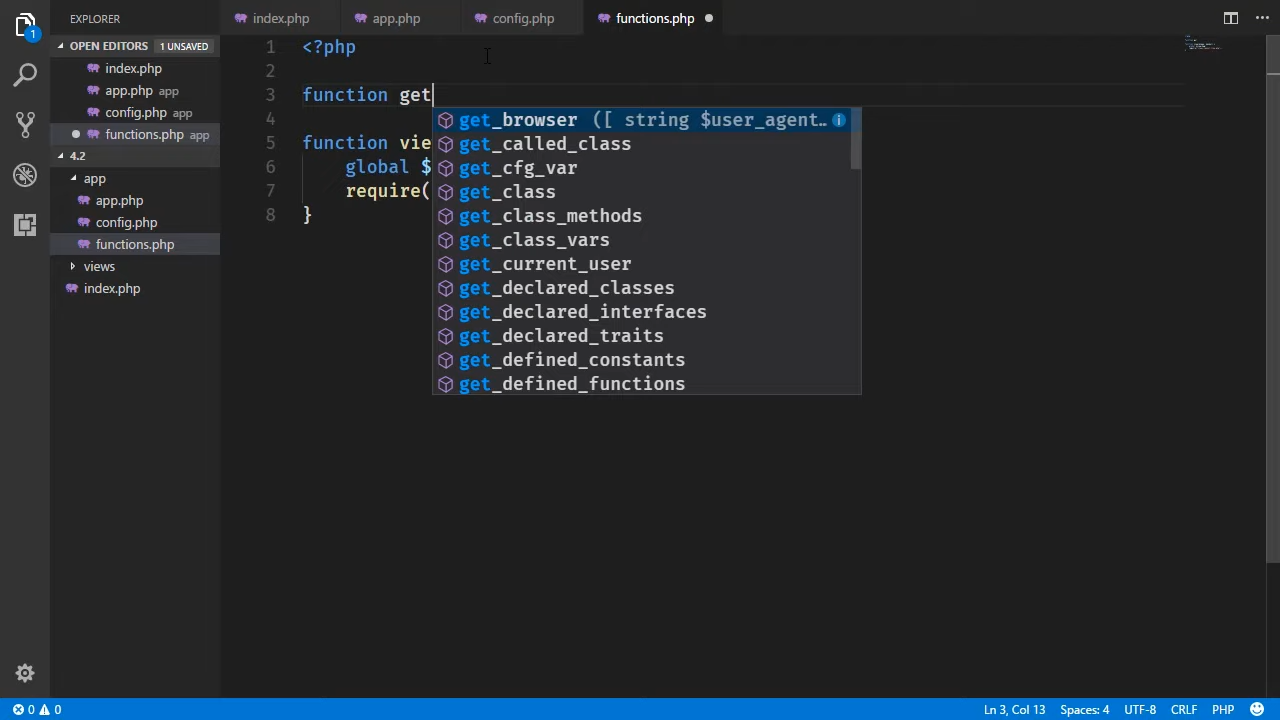 1
EXPLORER
index.php
app.php
config.php
functions.php
OPEN EDITORS 1 UNSAVED
index.php
app.php app
config.php app
functions.php app
4.2
app
app.php
config.php
functions.php
views
index.php
1 <?php
2
3 function get
4
5 function vie
6 global $
7 require(
8 }
get_browser ([ string $user_agent…
get_called_class
get_cfg_var
get_class
get_class_methods
get_class_vars
get_current_user
get_declared_classes
get_declared_interfaces
get_declared_traits
get_defined_constants
get_defined_functions
0 0 Ln 3, Col 13 Spaces: 4 UTF-8 CRLF PHP